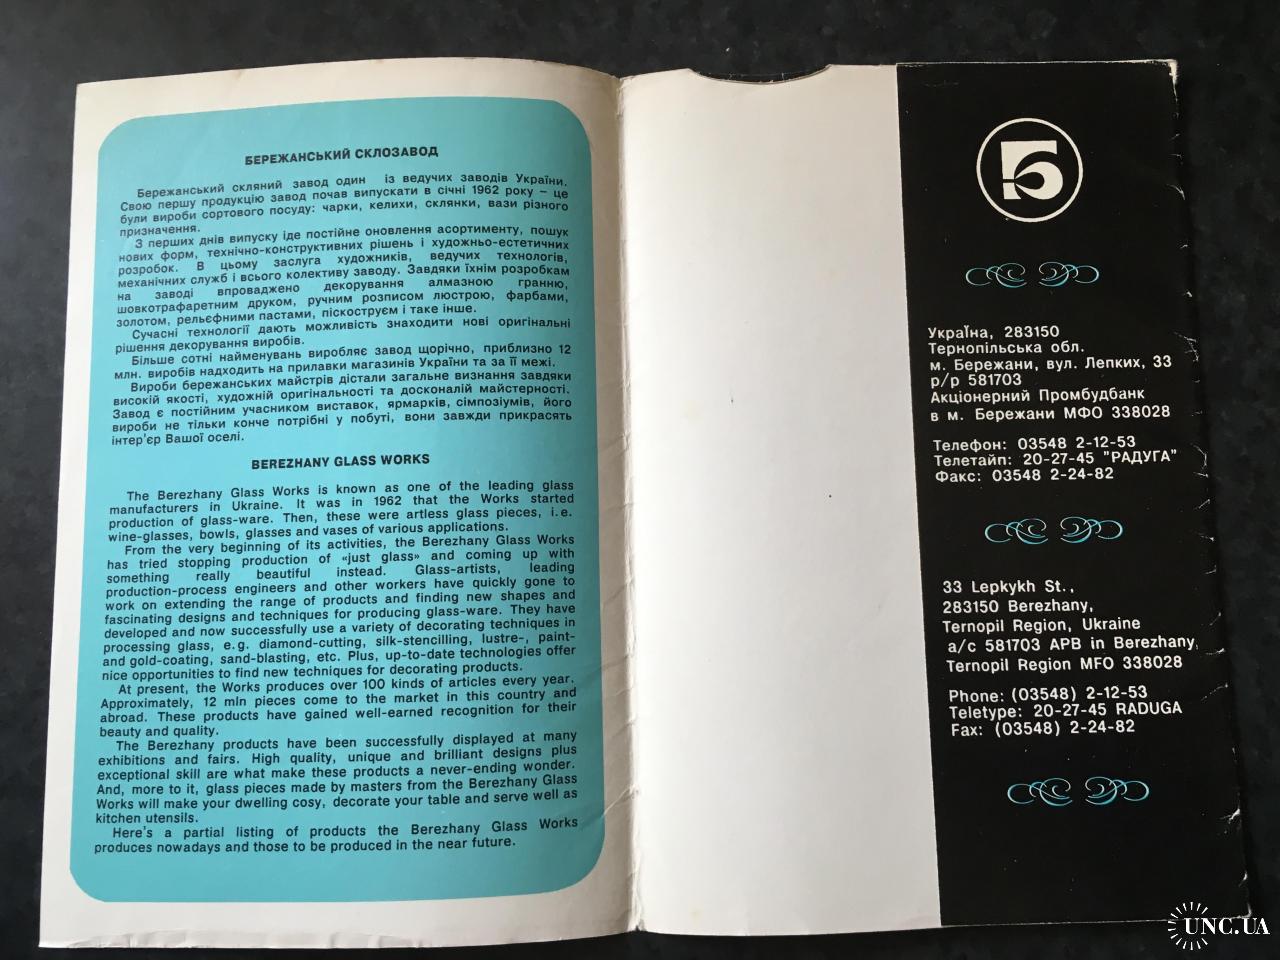 БЕРЕЖАНСЬКИЙ СКЛОЗАВОД
Бережанський скляний завод один із ведучих заводів України.
Свою першу продукцію завод почав випускати в січні 1962 року – це
були вироби сортового посуду: чарки, келихи, склянки, вази різного
призначення.
З перших днів випуску іде постійне оновлення асортименту, пошук
нових форм, технічно-конструктивних рішень і художньо-естетичних
розробок. В цьому заслуга художників, ведучих технологів,
механічних служб і всього колективу заводу. Завдяки їхнім розробкам
на заводі впроваджено декорування алмазною гранню,
шовкотрафаретним друком, ручним розписом люстрою, фарбами,
золотом, рельєфними пастами, піскоструєм і таке інше.
Сучасні технології дають можливість знаходити нові оригінальні
рішення декорування виробів.
Більше сотні найменувань виробляє завод щорічно, приблизно 12
млн. виробів надходить на прилавки магазинів України та за її межі.
Вироби бережанських майстрів дістали загальне визнання завдяки
високій якості, художній оригінальності та досконалій майстерності.
Завод є постійним учасником виставок, ярмарків, сімпозіумів, його
вироби не тільки конче потрібні у побуті, вони завжди прикрасять
інтер'єр Вашої оселі.
BEREZHANY GLASS WORKS
The Berezhany Glass Works is known as one of the leading glass
manufacturers in Ukraine. It was in 1962 that the Works started
production of glass-ware. Then, these were artless glass pieces, i.e.
wine-glasses, bowls, glasses and vases of various applications.
From the very beginning of its activities, the Berezhany Glass Works
has tried stopping production of «just glass» and coming up with
something really beautiful instead. Glass-artists, leading
production-process engineers and other workers have quickly gone to
work on extending the range of products and finding new shapes and
fascinating designs and techniques for producing glass-ware. They have
developed and now successfully use a variety of decorating techniques in
processing glass, e.g. diamond-cutting, silk-stencilling, lustre-, paint-
and gold-coating, sand-blasting, etc. Plus, up-to-date technologies offer
nice opportunities to find new techniques for decorating products.
At present, the Works produces over 100 kinds of articles every year.
Approximately, 12 mln pieces come to the market in this country and
abroad. These products have gained well-earned recognition for their
beauty and quality.
The Berezhany products have been successfully displayed at many
exhibitions and fairs. High quality, unique and brilliant designs plus
exceptional skill are what make these products a never-ending wonder.
And, more to it, glass pieces made by masters from the Berezhany Glass
Works will make your dwelling cosy, decorate your table and serve well as
kitchen utensils.
Here's a partial listing of products the Berezhany Glass Works
produces nowadays and those to be produced in the near future.
Б
Україна, 283150
Тернопільська обл.
м. Бережани, вул. Лепких, 33
р/р 581703
Акціонерний Промбудбанк
в м. Бережани МФО 338028
Телефон: 03548 2-12-53
Телетайп: 20-27-45 "РАДУГА"
Факс: 03548 2-24-82
33 Lepkykh St.,
283150 Berezhany,
Ternopil Region, Ukraine
a/c 581703 APB in Berezhany,
Ternopil Region MFO 338028
Phone: (03548) 2-12-53
Teletype: 20-27-45 RADUGA
Fax: (03548) 2-24-82
UNC.UA